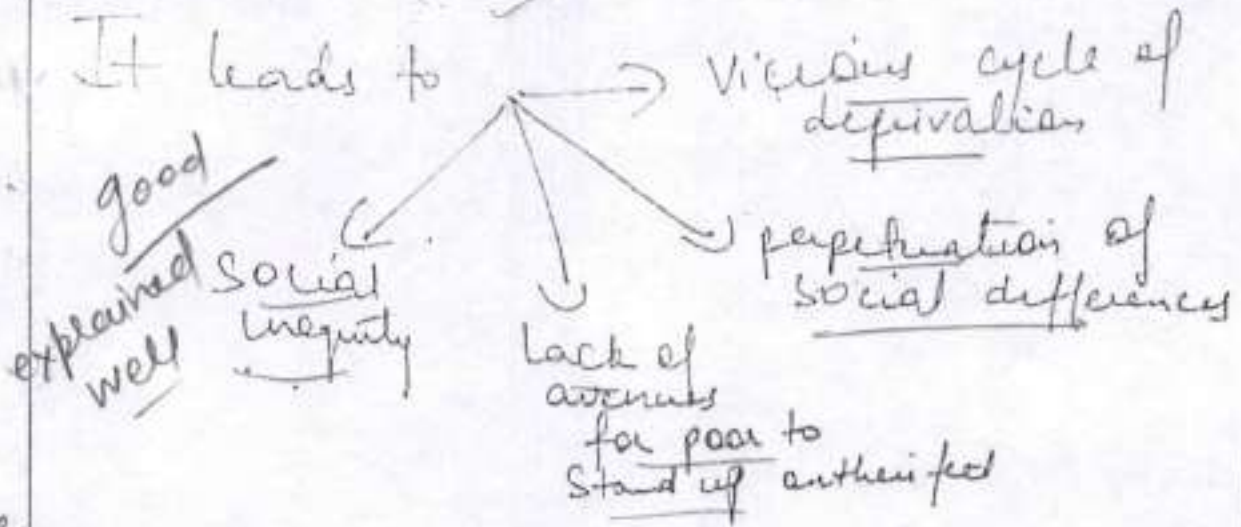 It leads to
Vicious cycle of
deprivation
good
explained
well
Social
inequity
Lack of
avenues
for poor to
Stand up on their feet
perpetuation of
social differences